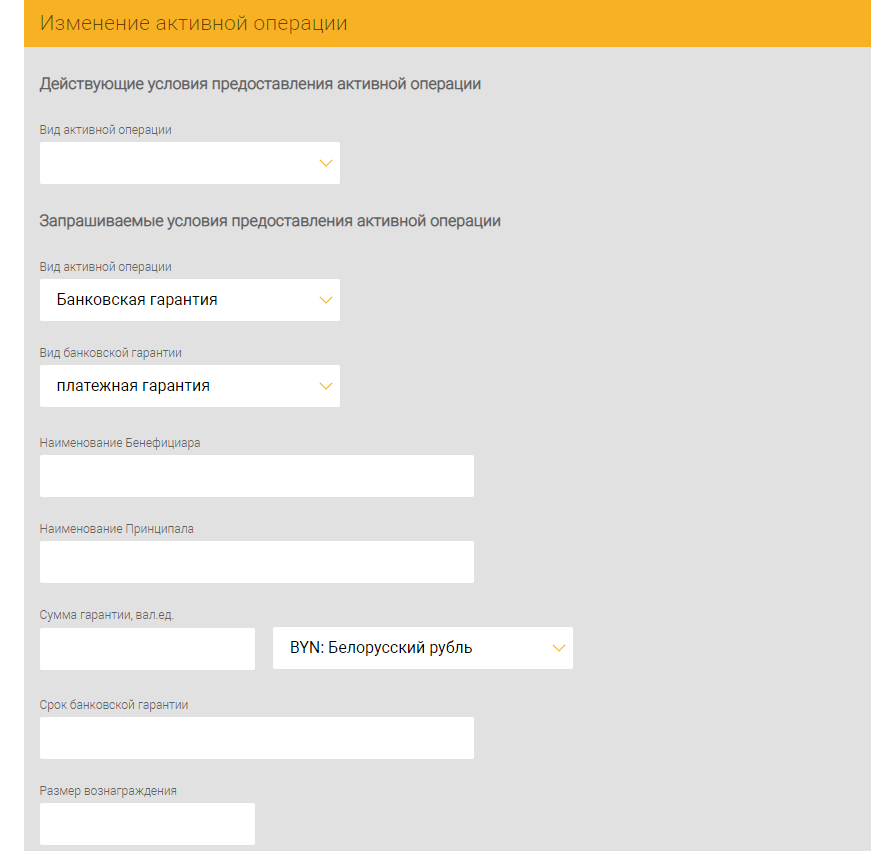 Изменение активной операции
Действующие условия предоставления активной операции
Вид активной операции
Запрашиваемые условия предоставления активной операции
Вид активной операции
Банковская гарантия
Вид банковской гарантии
платежная гарантия
Наименование Бенефициара
Наименование Принципала
Сумма гарантии, вал.ед.
BYN: Белорусский рубль
Срок банковской гарантии
Размер вознаграждения